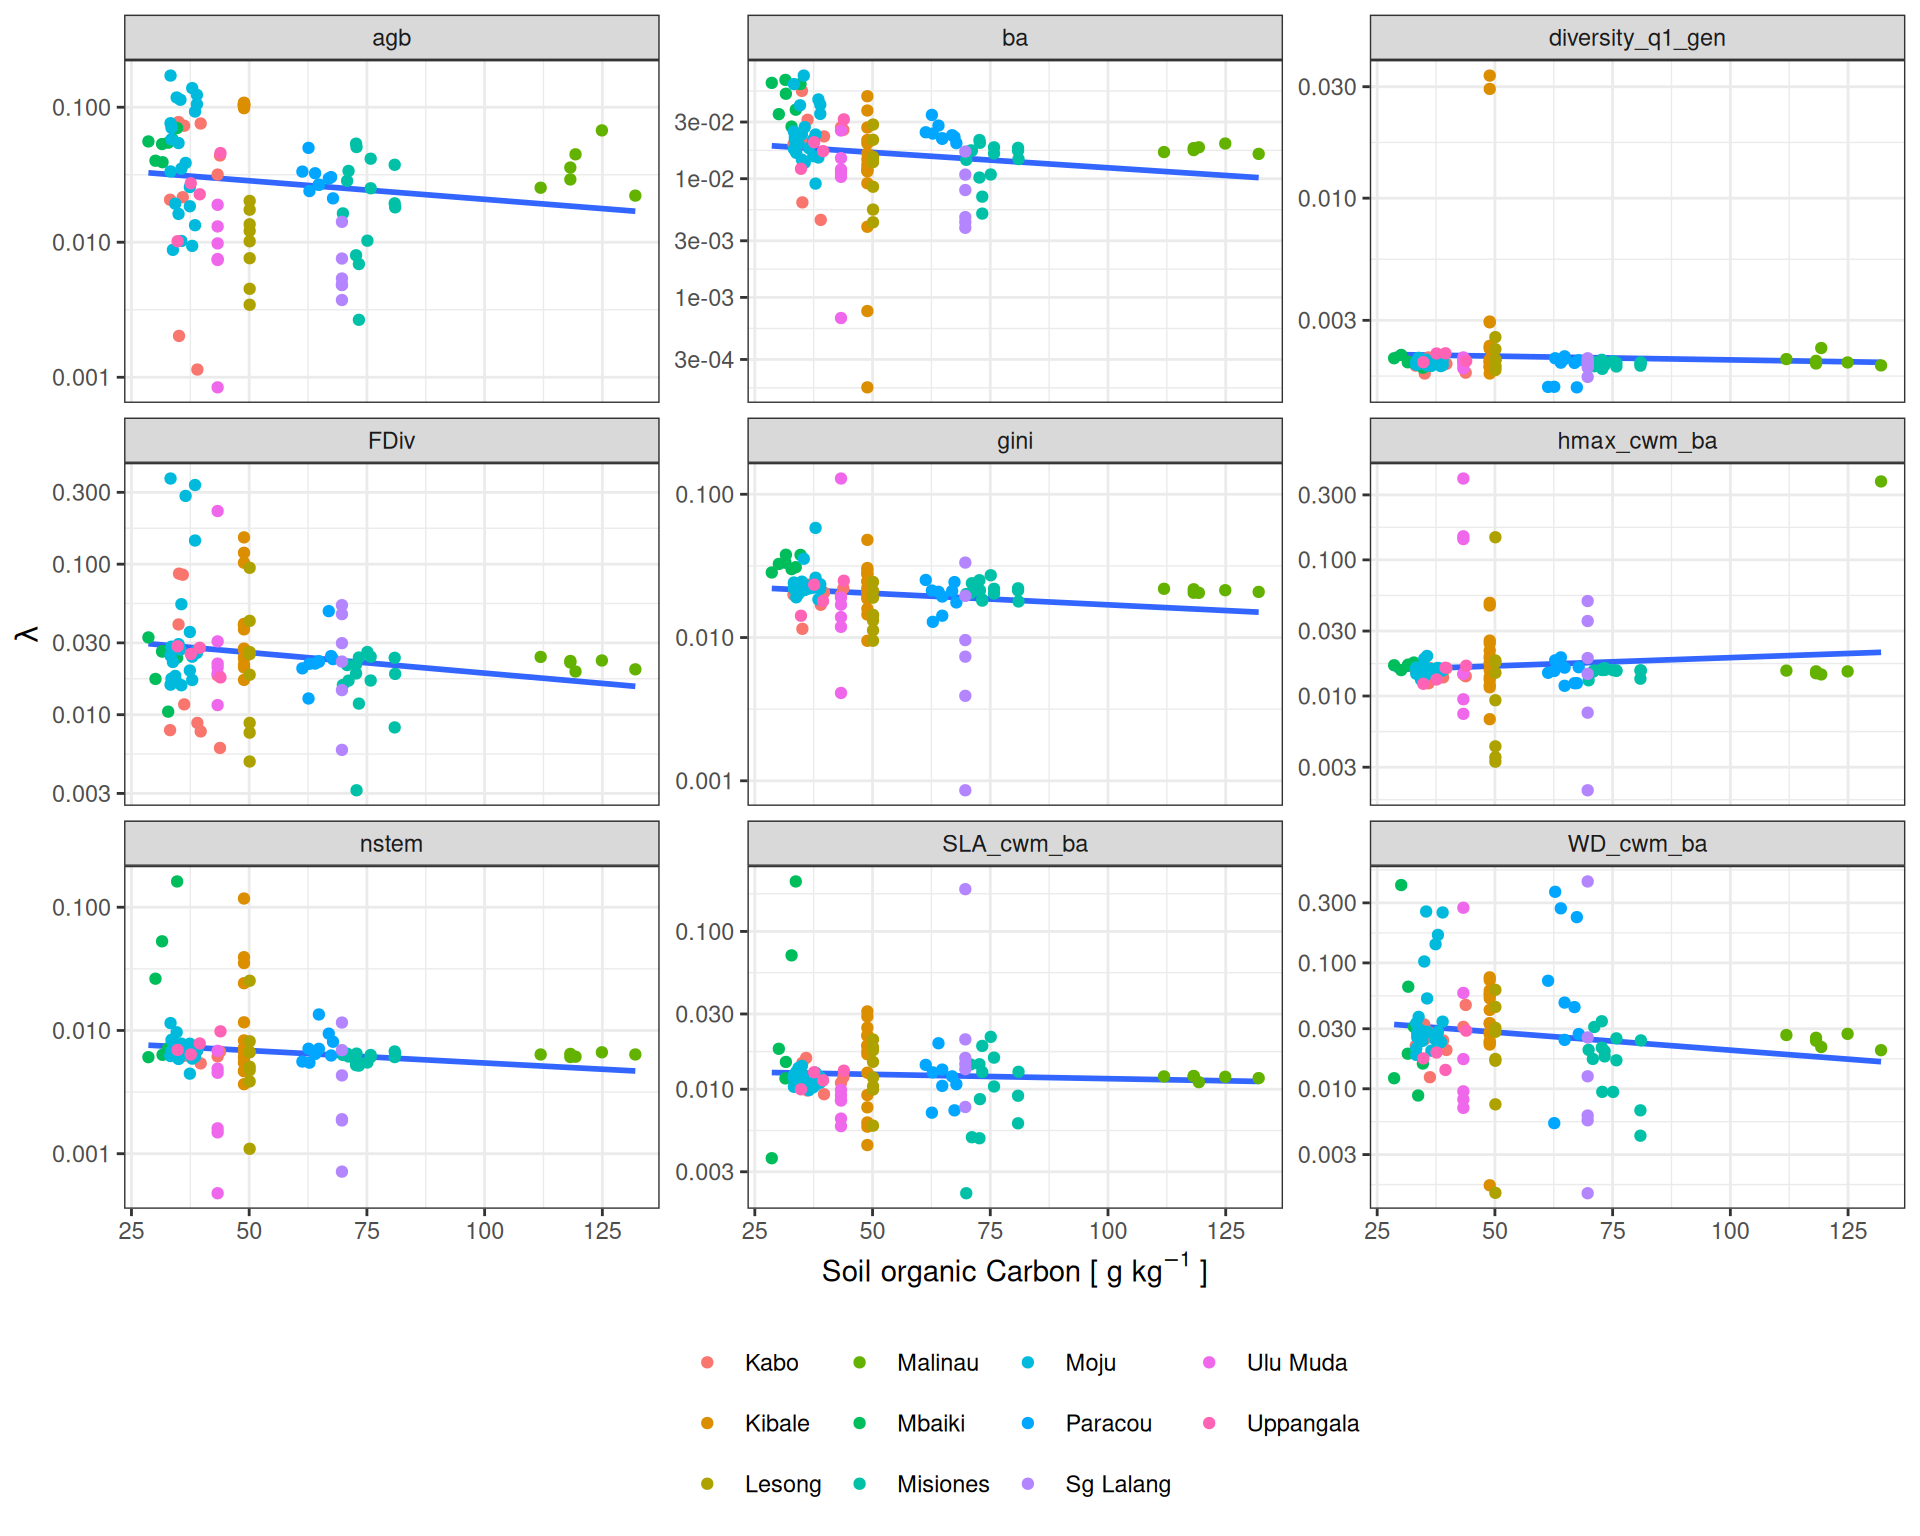 agb
ba
diversity_q1_gen
0.100
0.010
0.001
3e-02
1e-02
3e-03
1e-03
3e-04
0.030
0.010
0.003
FDiv
gini
hmax_cwm_ba
0.300
0.100
0.030
0.010
0.003
0.100
0.010
0.001
0.300
0.100
0.030
0.010
0.003
λ
nstem
SLA_cwm_ba
WD_cwm_ba
0.100
0.010
0.001
0.100
0.030
0.010
0.003
0.300
0.100
0.030
0.010
0.003
25 50 75 100 125
25 50 75 100 125
25 50 75 100 125
Soil organic Carbon [ g kg⁻¹ ]
Kabo Malinau Moju Ulu Muda
Kibale Mbaiki Paracou Uppangala
Lesong Misiones Sg Lalang